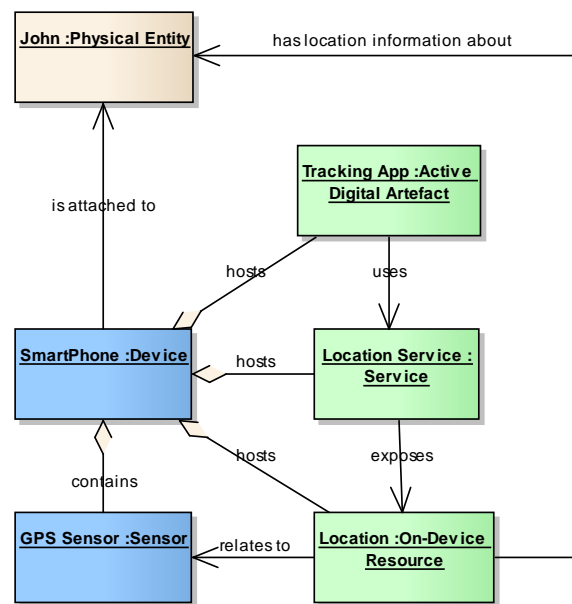 John :Physical Entity
has location information about
Tracking App :Active
Digital Artefact
is attached to
hosts
uses
SmartPhone :Device
hosts
Location Service :
Service
hosts
exposes
contains
GPS Sensor :Sensor
relates to
Location :On-Device
Resource